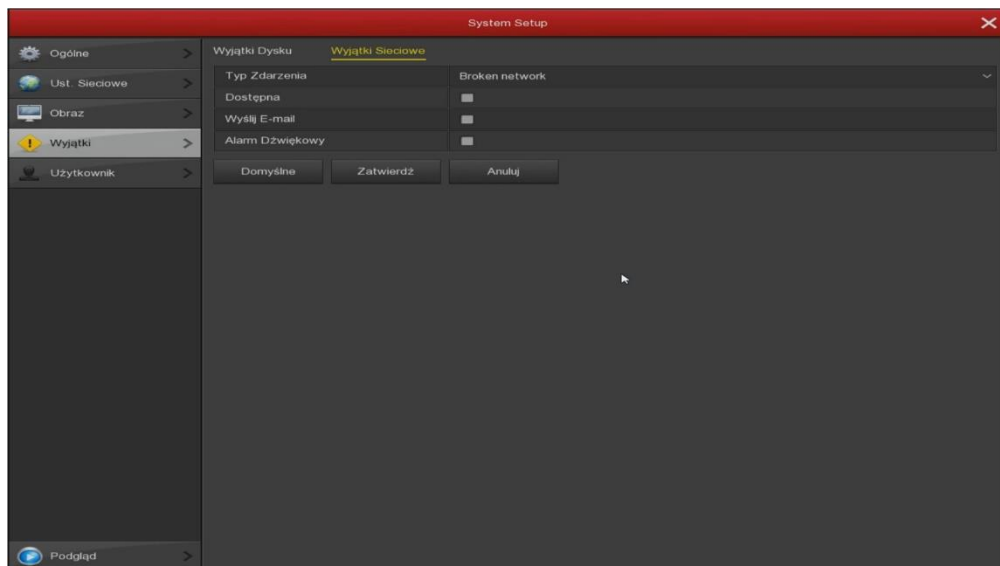 System Setup
Ogólne
Ust. Sieciowe
Obraz
Wyjątki
Użytkownik
Podgląd
Wyjątki Dysku Wyjątki Sieciowe
Typ Zdarzenia Broken network
Dostępna
Wyślij E-mail
Alarm Dźwiękowy
Domyślne Zatwierdź Anuluj